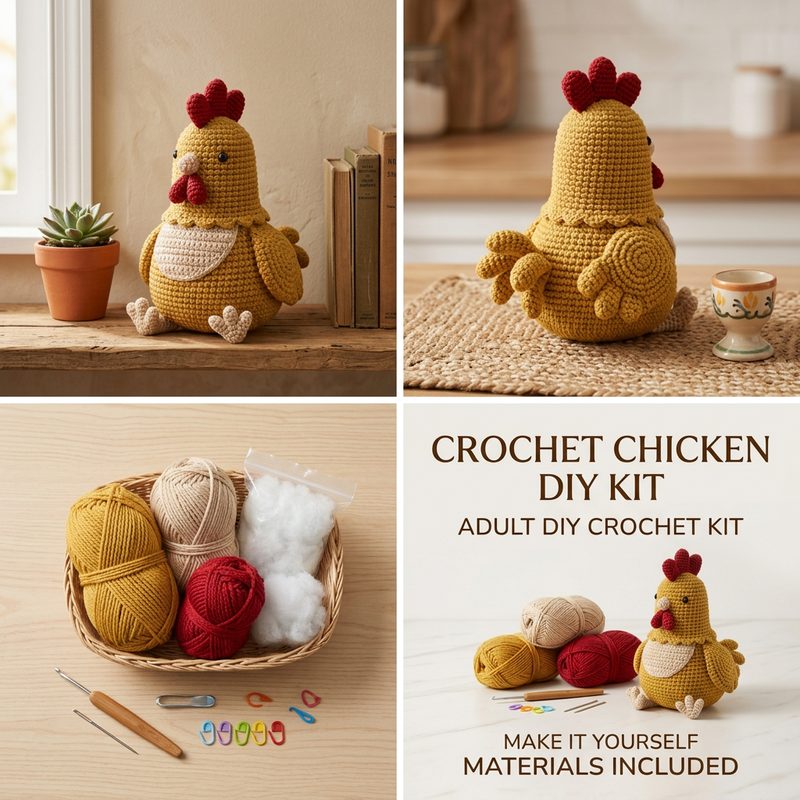 CROCHET CHICKEN
DIY KIT
ADULT DIY CROCHET KIT
MAKE IT YOURSELF
MATERIALS INCLUDED